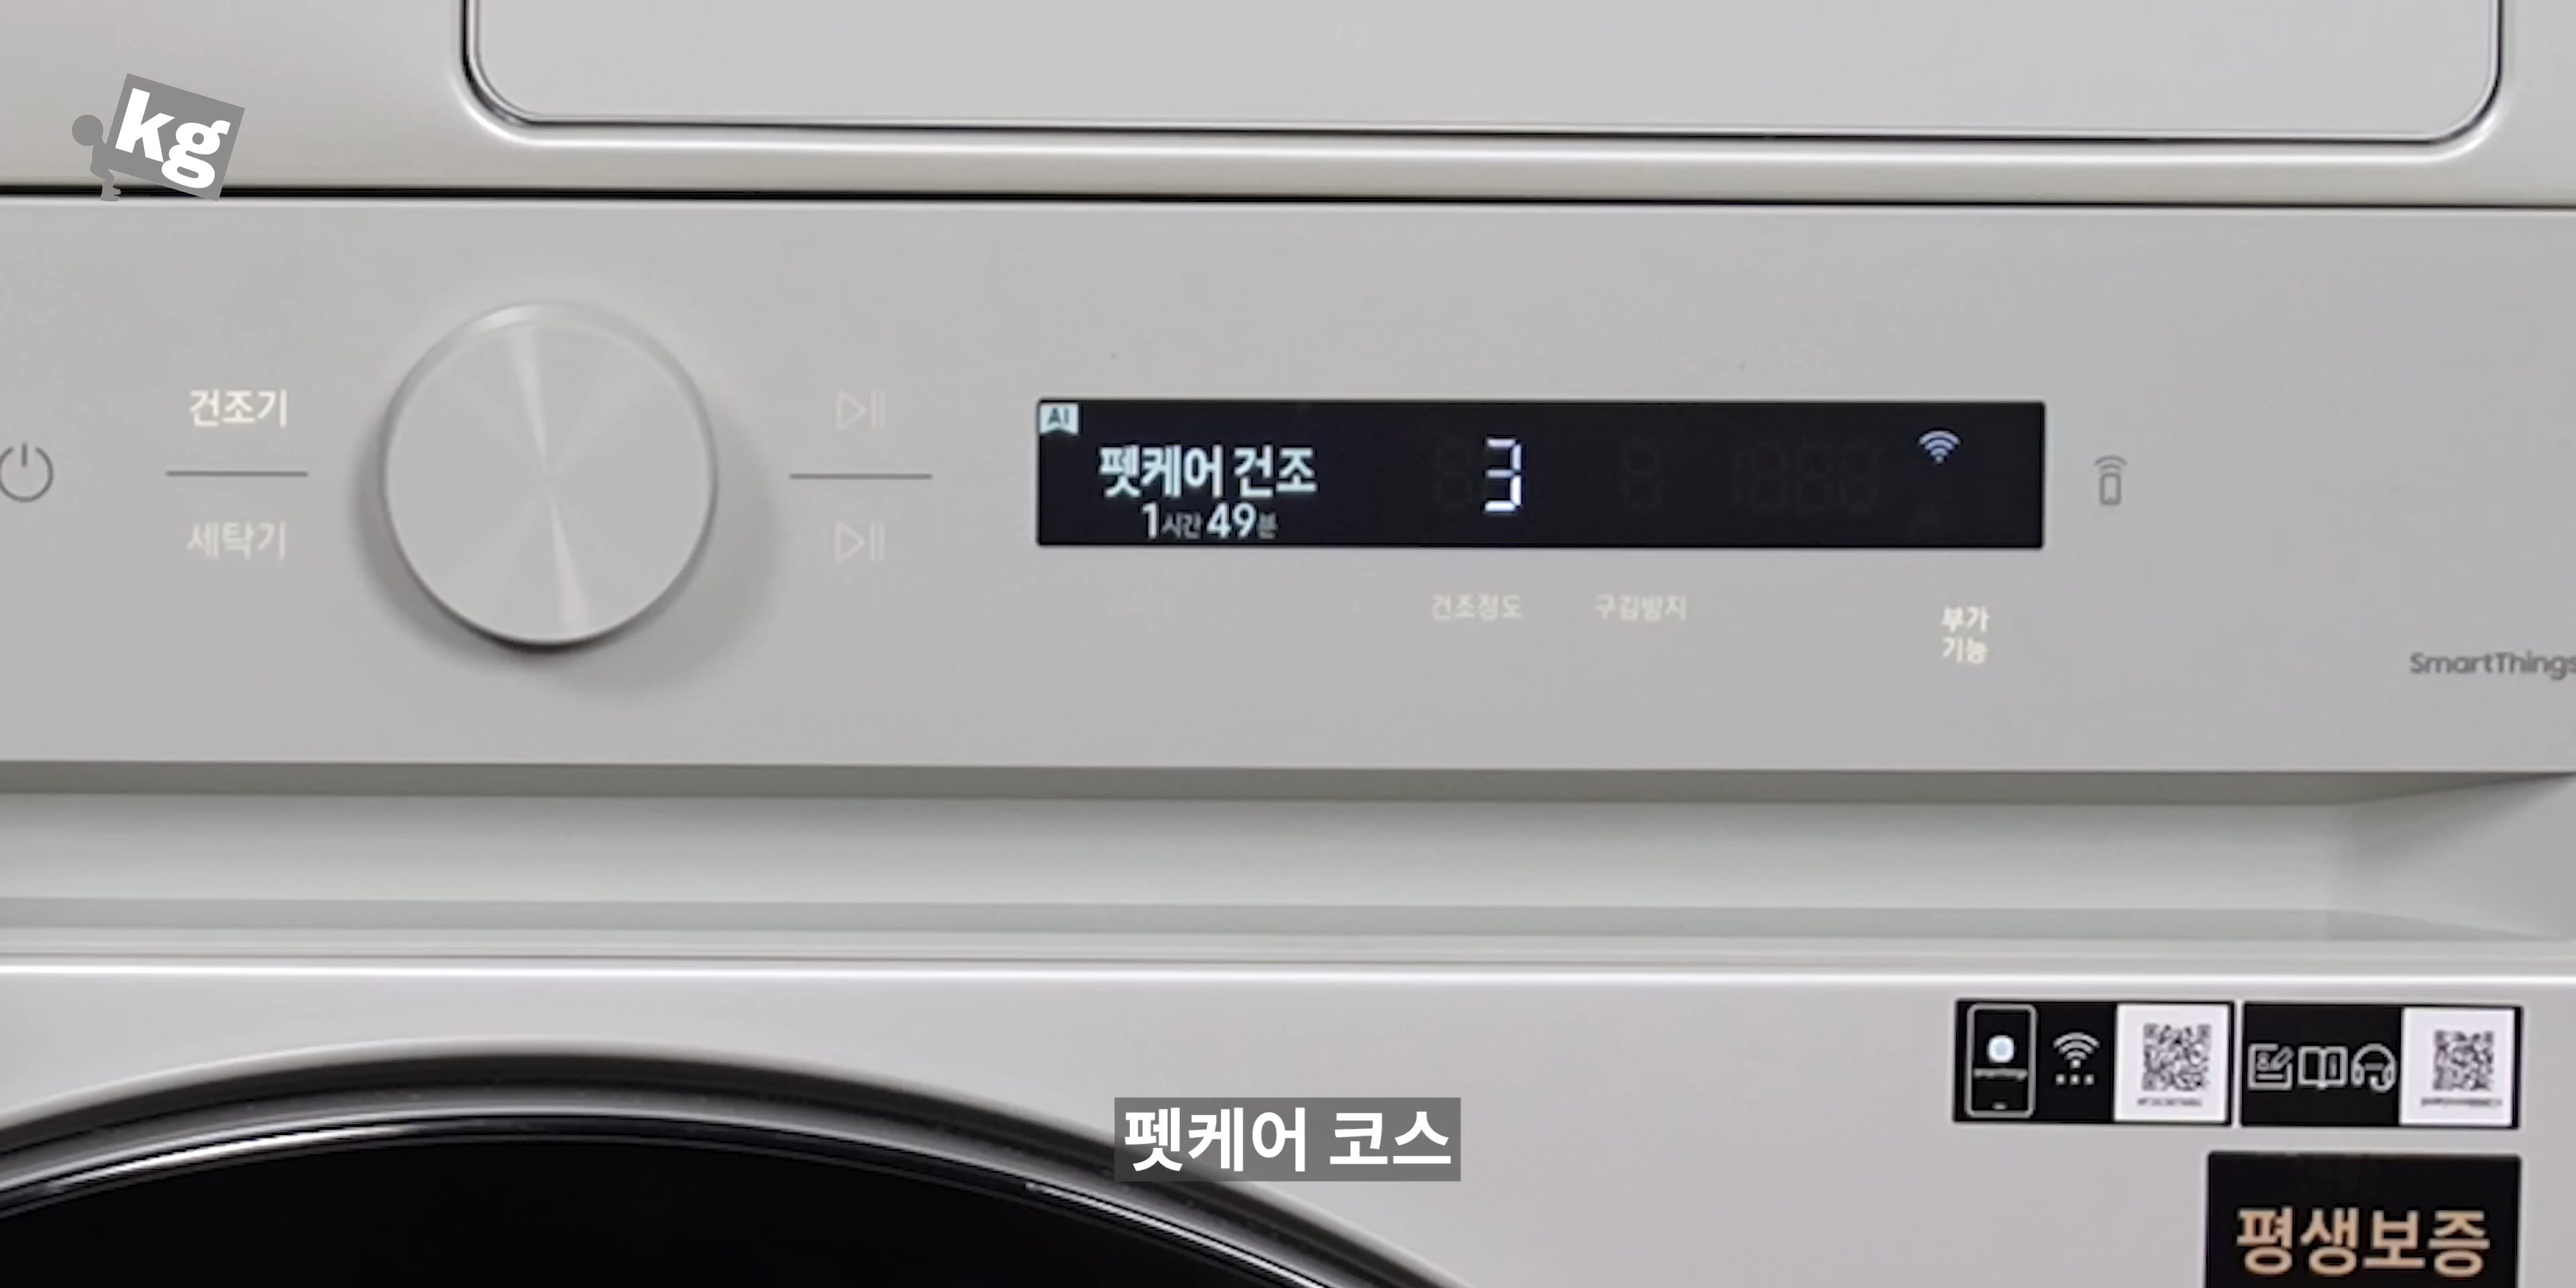 kg
건조기
세탁기
AI
펫케어 건조
1시간 49분
3
건조정도
구김방지
부가
기능
SmartThings
펫케어 코스
평생보증